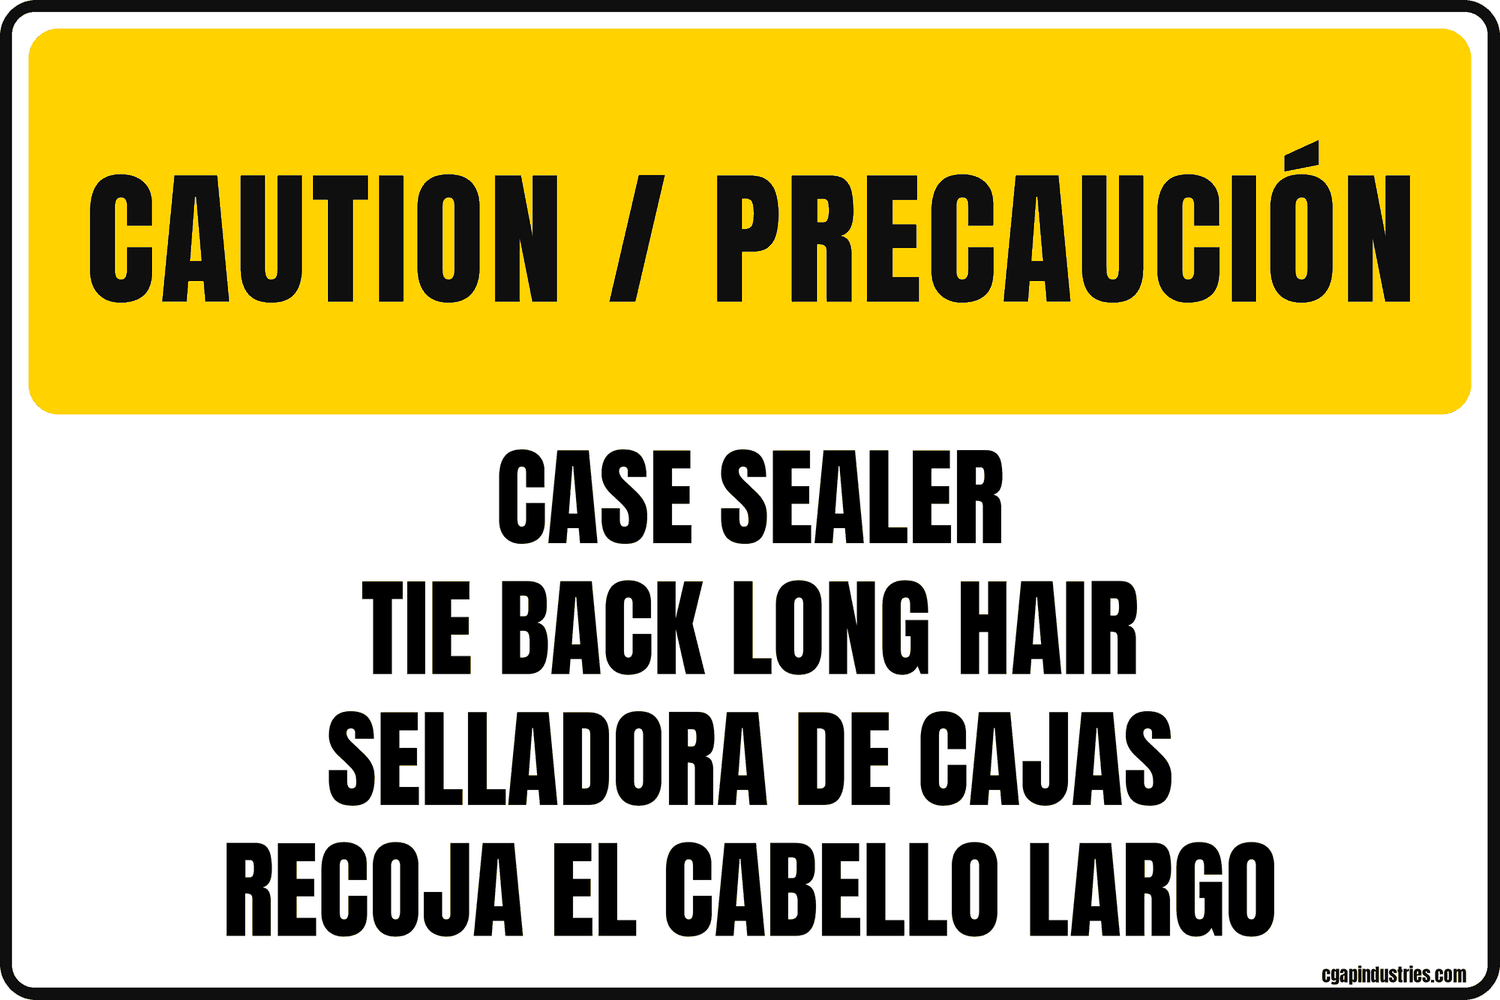 CAUTION / PRECAUCIÓN
CASE SEALER
TIE BACK LONG HAIR
SELLADORA DE CAJAS
RECOJA EL CABELLO LARGO
cgapindustries.com